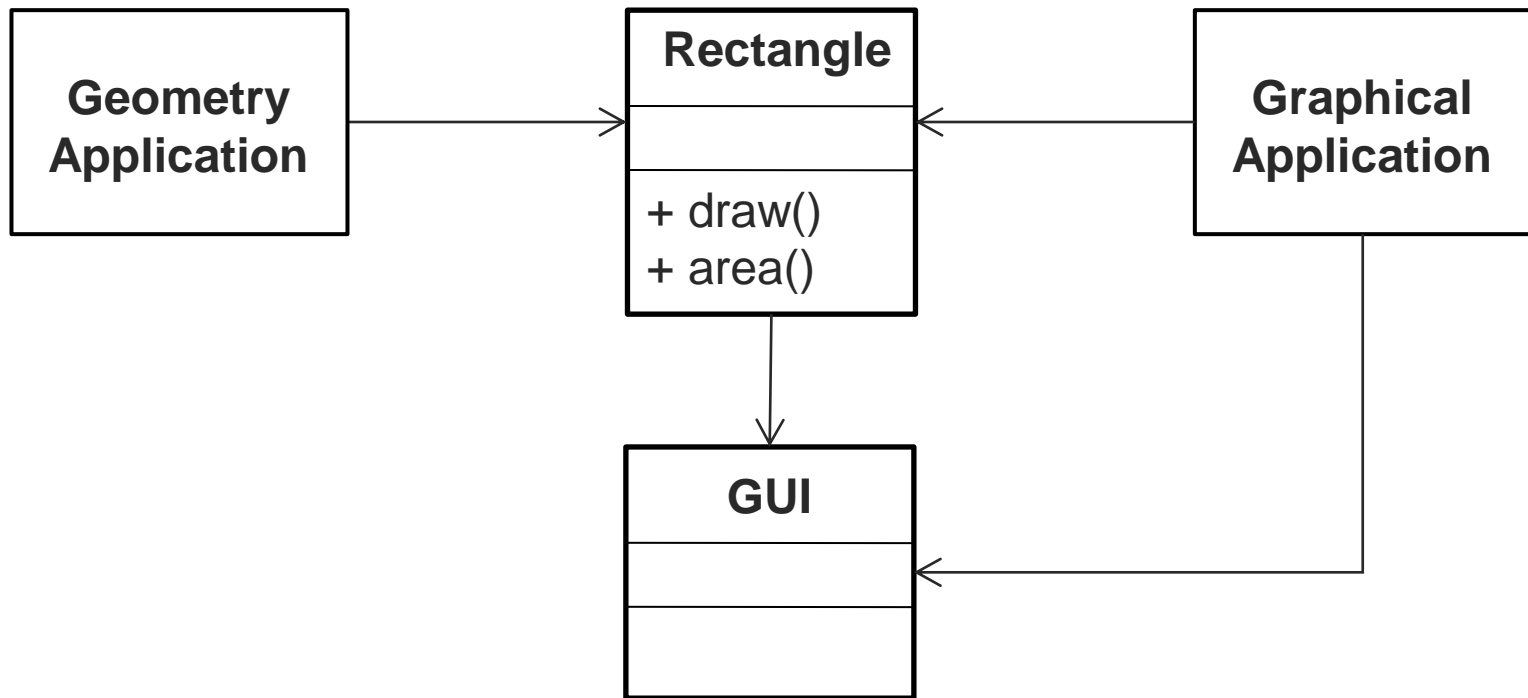 Geometry
Application
Rectangle
+ draw()
+ area()
Graphical
Application
GUI